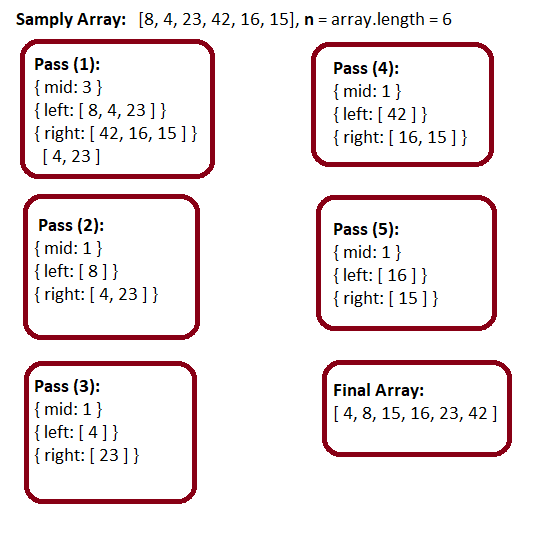 Samply Array: [8, 4, 23, 42, 16, 15], n = array.length = 6
Pass (1):
{ mid: 3 }
{ left: [ 8, 4, 23 ] }
{ right: [ 42, 16, 15 ] }
[ 4, 23 ]
Pass (2):
{ mid: 1 }
{ left: [ 8 ] }
{ right: [ 4, 23 ] }
Pass (3):
{ mid: 1 }
{ left: [ 4 ] }
{ right: [ 23 ] }
Pass (4):
{ mid: 1 }
{ left: [ 42 ] }
{ right: [ 16, 15 ] }
Pass (5):
{ mid: 1 }
{ left: [ 16 ] }
{ right: [ 15 ] }
Final Array:
[ 4, 8, 15, 16, 23, 42 ]